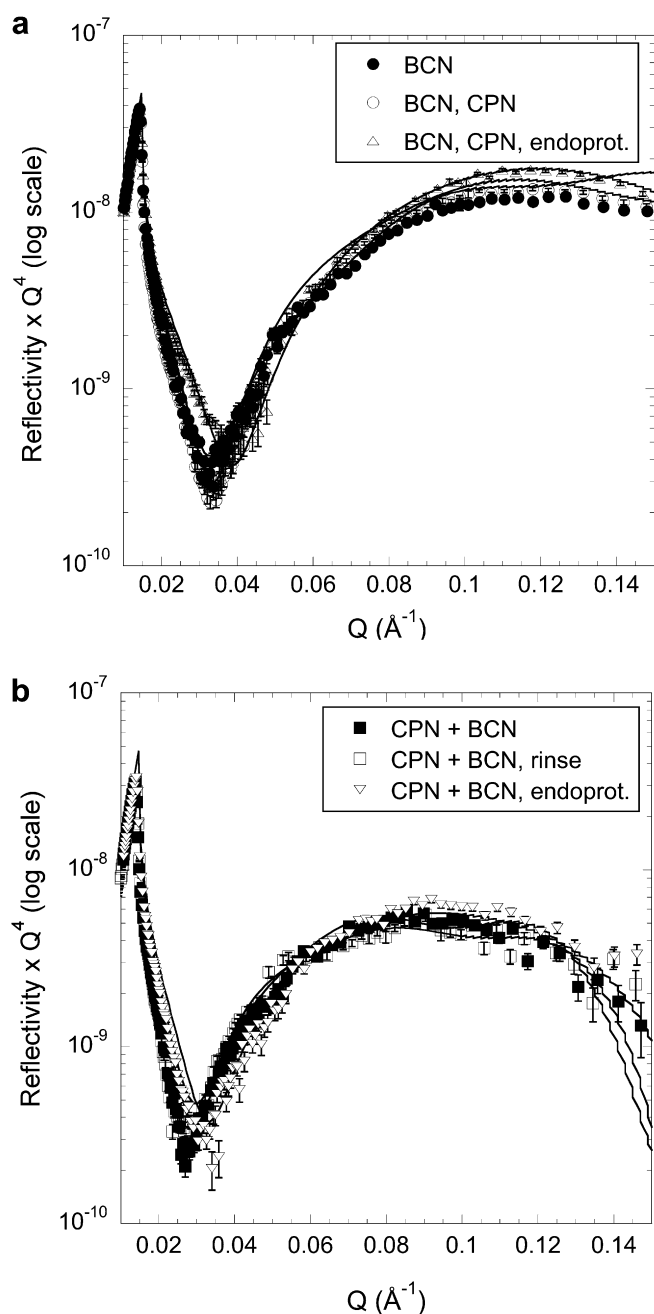 a
10^-7
BCN
BCN, CPN
BCN, CPN, endoprot.
10^-8
10^-9
10^-10
Reflectivity x Q^4 (log scale)
0.02 0.04 0.06 0.08 0.1 0.12 0.14
Q (Å^-1)
b
10^-7
CPN + BCN
CPN + BCN, rinse
CPN + BCN, endoprot.
10^-8
10^-9
10^-10
Reflectivity x Q^4 (log scale)
0.02 0.04 0.06 0.08 0.1 0.12 0.14
Q (Å^-1)